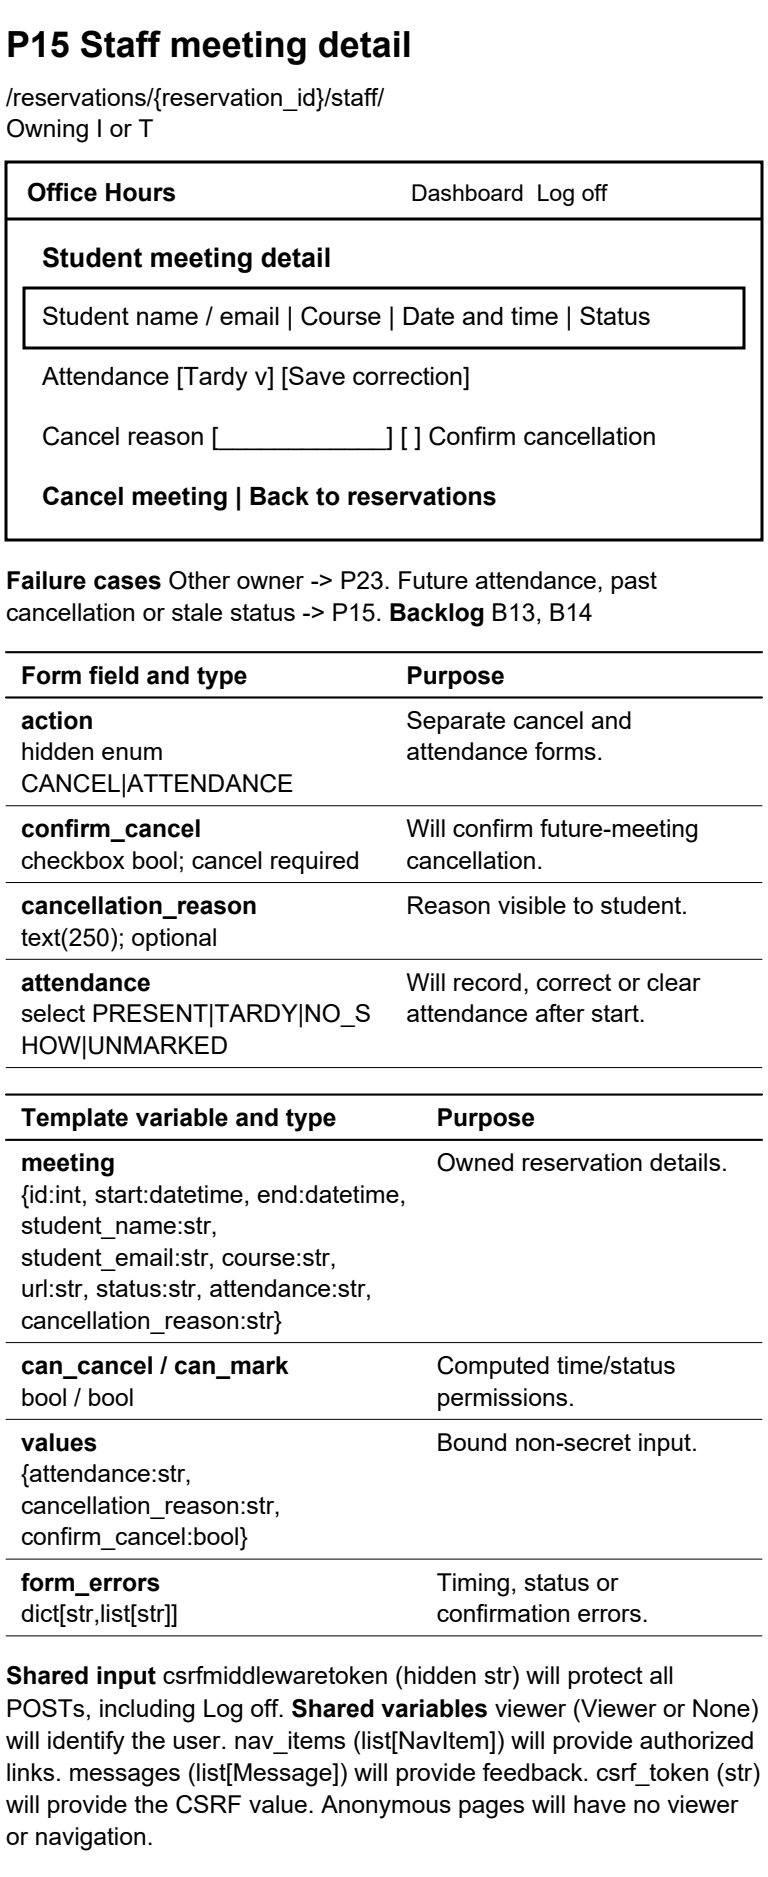 P15 Staff meeting detail
/reservations/{reservation_id}/staff/
Owning I or T
Office Hours Dashboard Log off
Student meeting detail
Student name / email | Course | Date and time | Status
Attendance [Tardy v] [Save correction]
Cancel reason [_____________] [ ] Confirm cancellation
Cancel meeting | Back to reservations
Failure cases Other owner -> P23. Future attendance, past
cancellation or stale status -> P15. Backlog B13, B14
Form field and type Purpose
action Separate cancel and
hidden enum attendance forms.
CANCEL|ATTENDANCE
confirm_cancel Will confirm future-meeting
checkbox bool; cancel required cancellation.
cancellation_reason Reason visible to student.
text(250); optional
attendance Will record, correct or clear
select PRESENT|TARDY|NO_S attendance after start.
HOW|UNMARKED
Template variable and type Purpose
meeting Owned reservation details.
{id:int, start:datetime, end:datetime,
student_name:str,
student_email:str, course:str,
url:str, status:str, attendance:str,
cancellation_reason:str}
can_cancel / can_mark Computed time/status
bool / bool permissions.
values Bound non-secret input.
{attendance:str,
cancellation_reason:str,
confirm_cancel:bool}
form_errors Timing, status or
dict[str,list[str]] confirmation errors.
Shared input csrfmiddlewaretoken (hidden str) will protect all
POSTs, including Log off. Shared variables viewer (Viewer or None)
will identify the user. nav_items (list[NavItem]) will provide authorized
links. messages (list[Message]) will provide feedback. csrf_token (str)
will provide the CSRF value. Anonymous pages will have no viewer
or navigation.